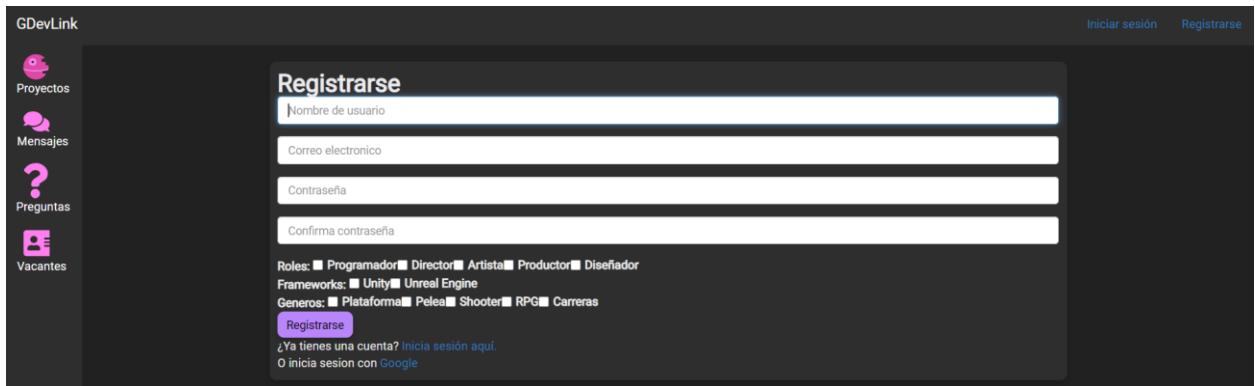 GDevLink
Iniciar sesión
Registrarse
Proyectos
Mensajes
Preguntas
Vacantes
Registrarse
Nombre de usuario
Correo electronico
Contraseña
Confirma contraseña
Roles: Programador Director Artista Productor Diseñador
Frameworks: Unity Unreal Engine
Generos: Plataforma Pelea Shooter RPG Carreras
Registrarse
¿Ya tienes una cuenta? Inicia sesión aquí.
O inicia sesion con Google